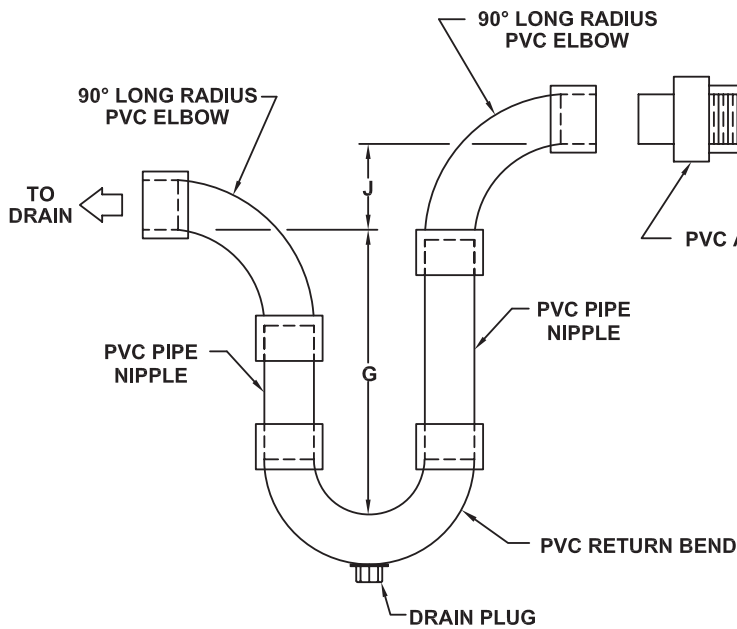 90° LONG RADIUS
PVC ELBOW
90° LONG RADIUS
PVC ELBOW
TO
DRAIN
J
PVC A
PVC PIPE
NIPPLE
PVC PIPE
NIPPLE
G
PVC RETURN BEND
DRAIN PLUG